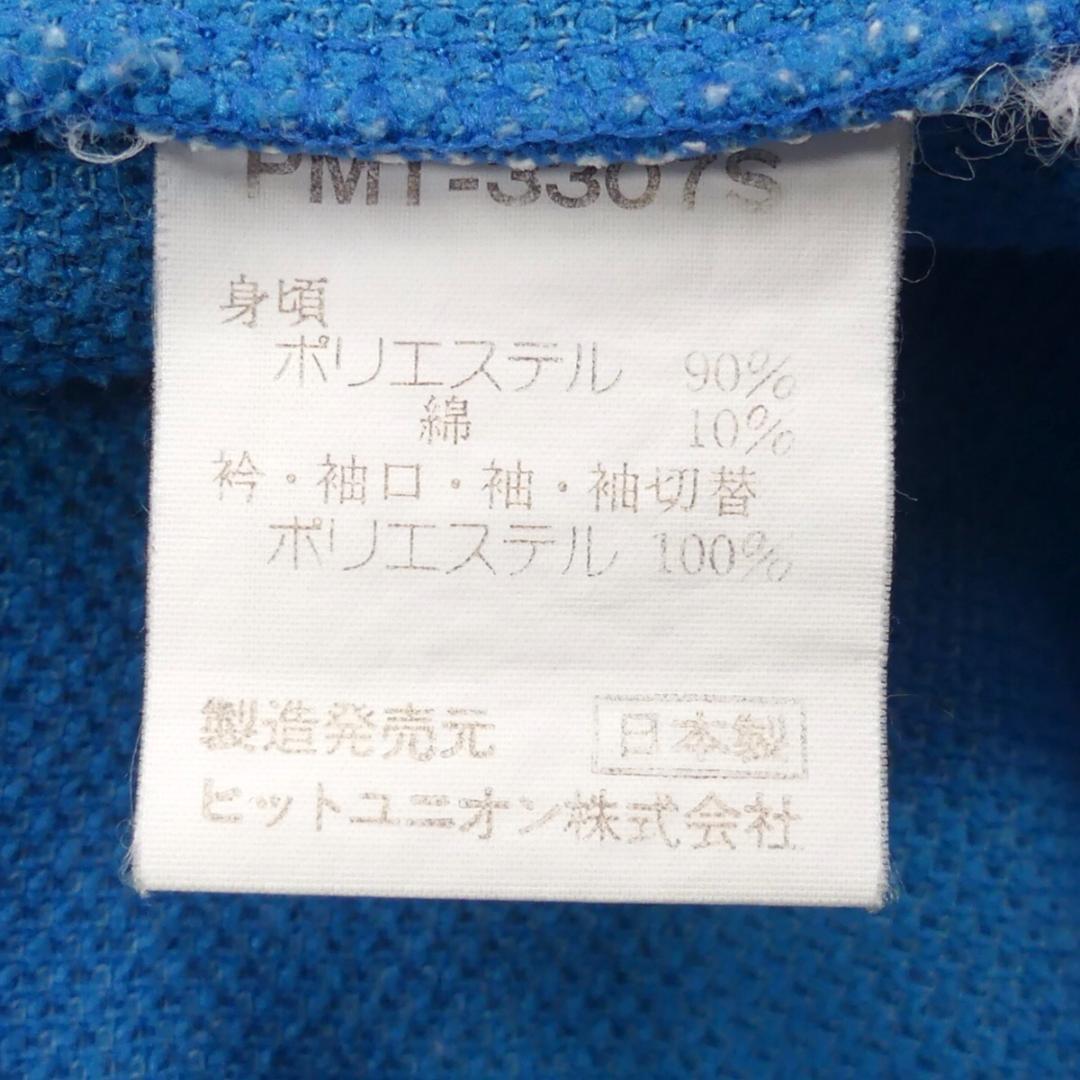 PMT-3307S
身頃
ポリエステル 90%
綿 10%
衿・袖口・袖・袖切替
ポリエステル 100%
製造発売元 日本製
ヒットユニオン株式会社